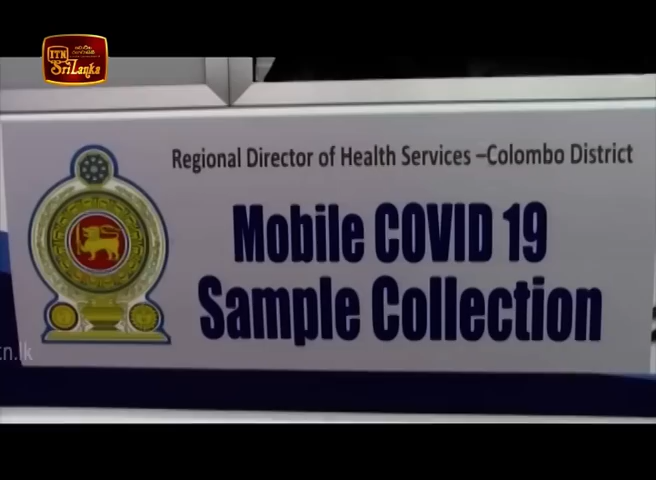 ITN
SriLanka
Regional Director of Health Services –Colombo District
Mobile COVID 19
Sample Collection
tn.lk